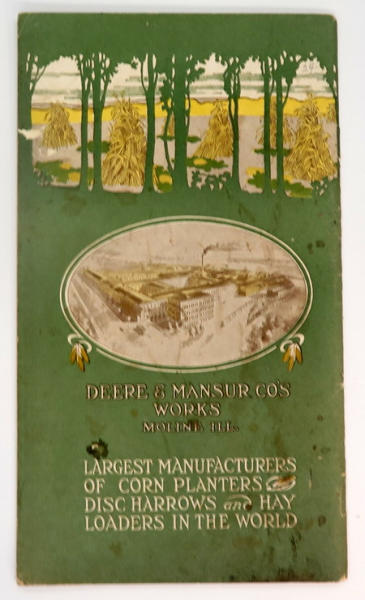 DEERE & MANSUR CO'S
WORKS
MOLINE ILL.
LARGEST MANUFACTURERS
OF CORN PLANTERS
DISC HARROWS and HAY
LOADERS IN THE WORLD